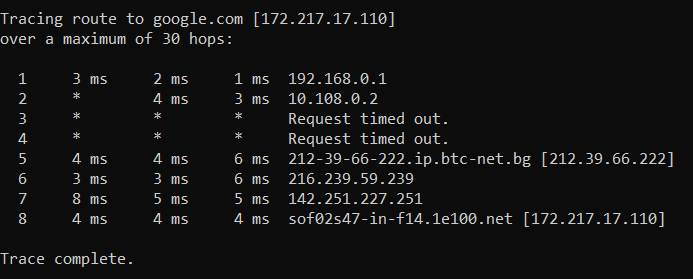 Tracing route to google.com [172.217.17.110]
over a maximum of 30 hops:
1 3 ms 2 ms 1 ms 192.168.0.1
2 * 4 ms 3 ms 10.108.0.2
3 * * * Request timed out.
4 * * * Request timed out.
5 4 ms 4 ms 6 ms 212-39-66-222.ip.btc-net.bg [212.39.66.222]
6 3 ms 3 ms 6 ms 216.239.59.239
7 8 ms 5 ms 5 ms 142.251.227.251
8 4 ms 4 ms 4 ms sof02s47-in-f14.1e100.net [172.217.17.110]
Trace complete.